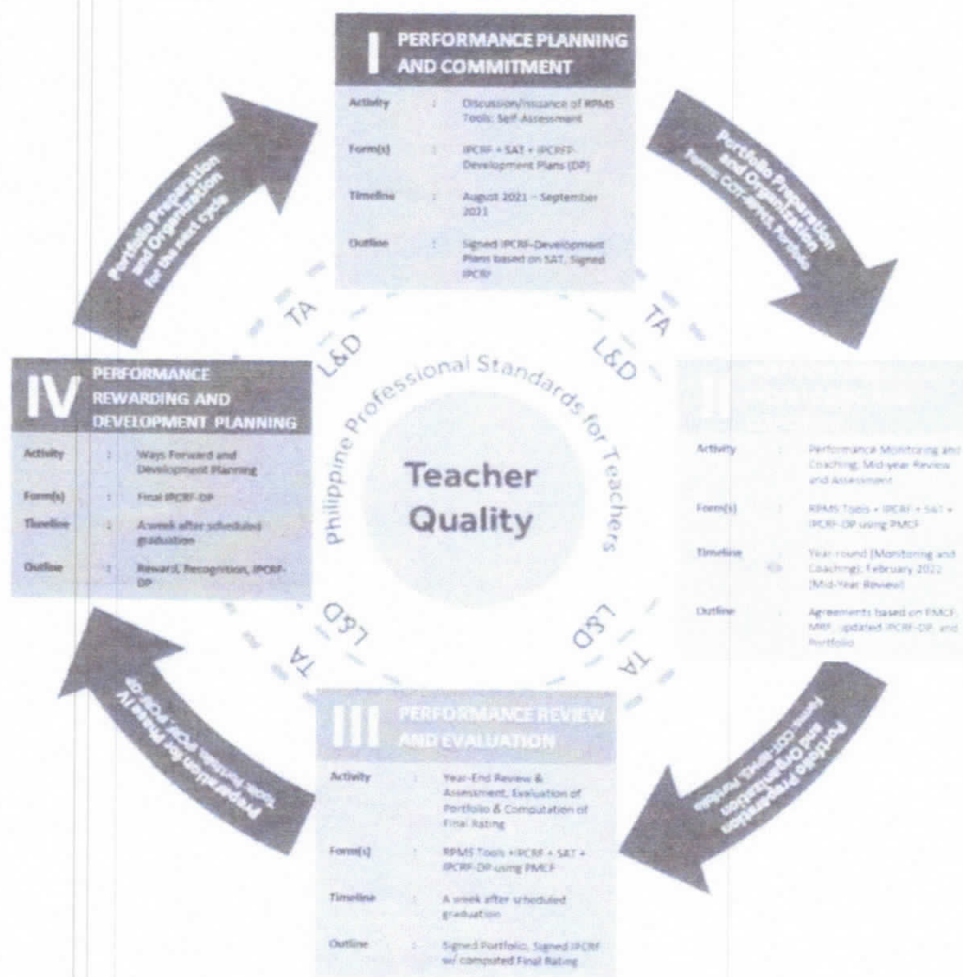 I PERFORMANCE PLANNING
AND COMMITMENT
Activity : Discussion/Issuance of RPMS
Tools; Self-Assessment
Form(s) : IPCRF + SAT + IPCRFP-
Development Plans (DP)
Timeline : August 2021 – September
2021
Outline : Signed IPCRF-Development
Plans based on SAT, Signed
IPCRF
Portfolio Preparation
and Organization
Forms: COT-RPMS, Portfolio
TA
L&D
II
Activity : Performance Monitoring and
Coaching; Mid-year Review
and Assessment
Form(s) : RPMS Tools + IPCRF + SAT +
IPCRF-DP using PMCF
Timeline : Year-round (Monitoring and
Coaching); February 2022
(Mid-Year Review)
Outline : Agreements based on PMCF,
MRF, updated IPCRF-DP and
Portfolio
Portfolio Preparation
and Organization
Forms: COT-RPMS, Portfolio
L&D
TA
III PERFORMANCE REVIEW
AND EVALUATION
Activity : Year-End Review &
Assessment, Evaluation of
Portfolio & Computation of
Final Rating
Form(s) : RPMS Tools +IPCRF + SAT +
IPCRF-DP using PMCF
Timeline : A week after scheduled
graduation
Outline : Signed Portfolio, Signed IPCRF
w/ computed Final Rating
Preparation for Phase IV
Tools: Portfolio, IPCRF, IPCRF-DP
L&D
TA
IV PERFORMANCE
REWARDING AND
DEVELOPMENT PLANNING
Activity : Ways Forward and
Development Planning
Form(s) : Final IPCRF-DP
Timeline : A week after scheduled
graduation
Outline : Reward, Recognition, IPCRF-
DP
Portfolio Preparation
and Organization
for the next cycle
TA
L&D
Philippine Professional Standards for Teachers
Teacher
Quality